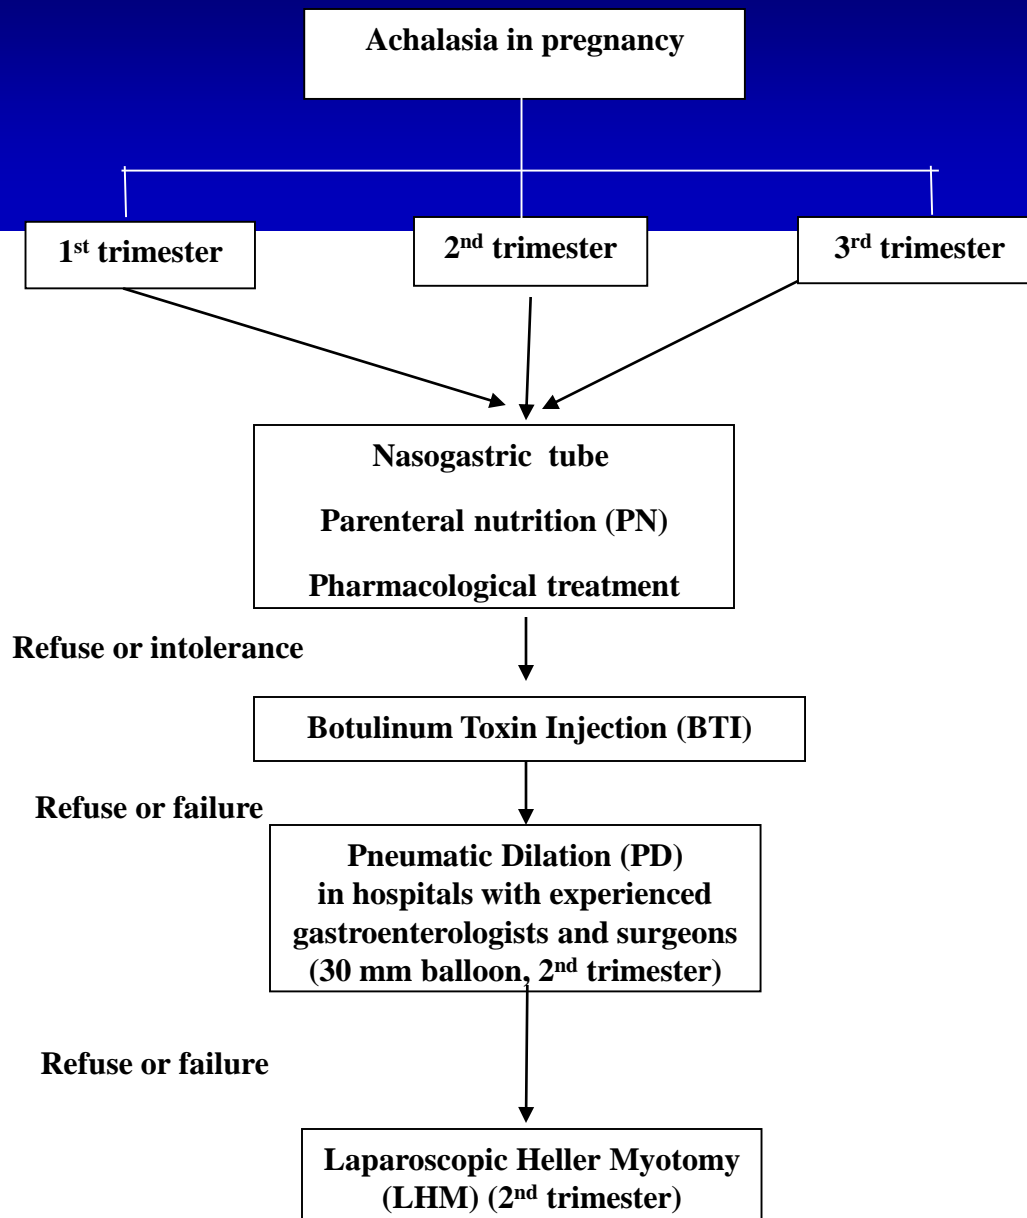 Achalasia in pregnancy
1st trimester
2nd trimester
3rd trimester
Nasogastric tube
Parenteral nutrition (PN)
Pharmacological treatment
Refuse or intolerance
Botulinum Toxin Injection (BTI)
Refuse or failure
Pneumatic Dilation (PD)
in hospitals with experienced
gastroenterologists and surgeons
(30 mm balloon, 2nd trimester)
Refuse or failure
Laparoscopic Heller Myotomy
(LHM) (2nd trimester)